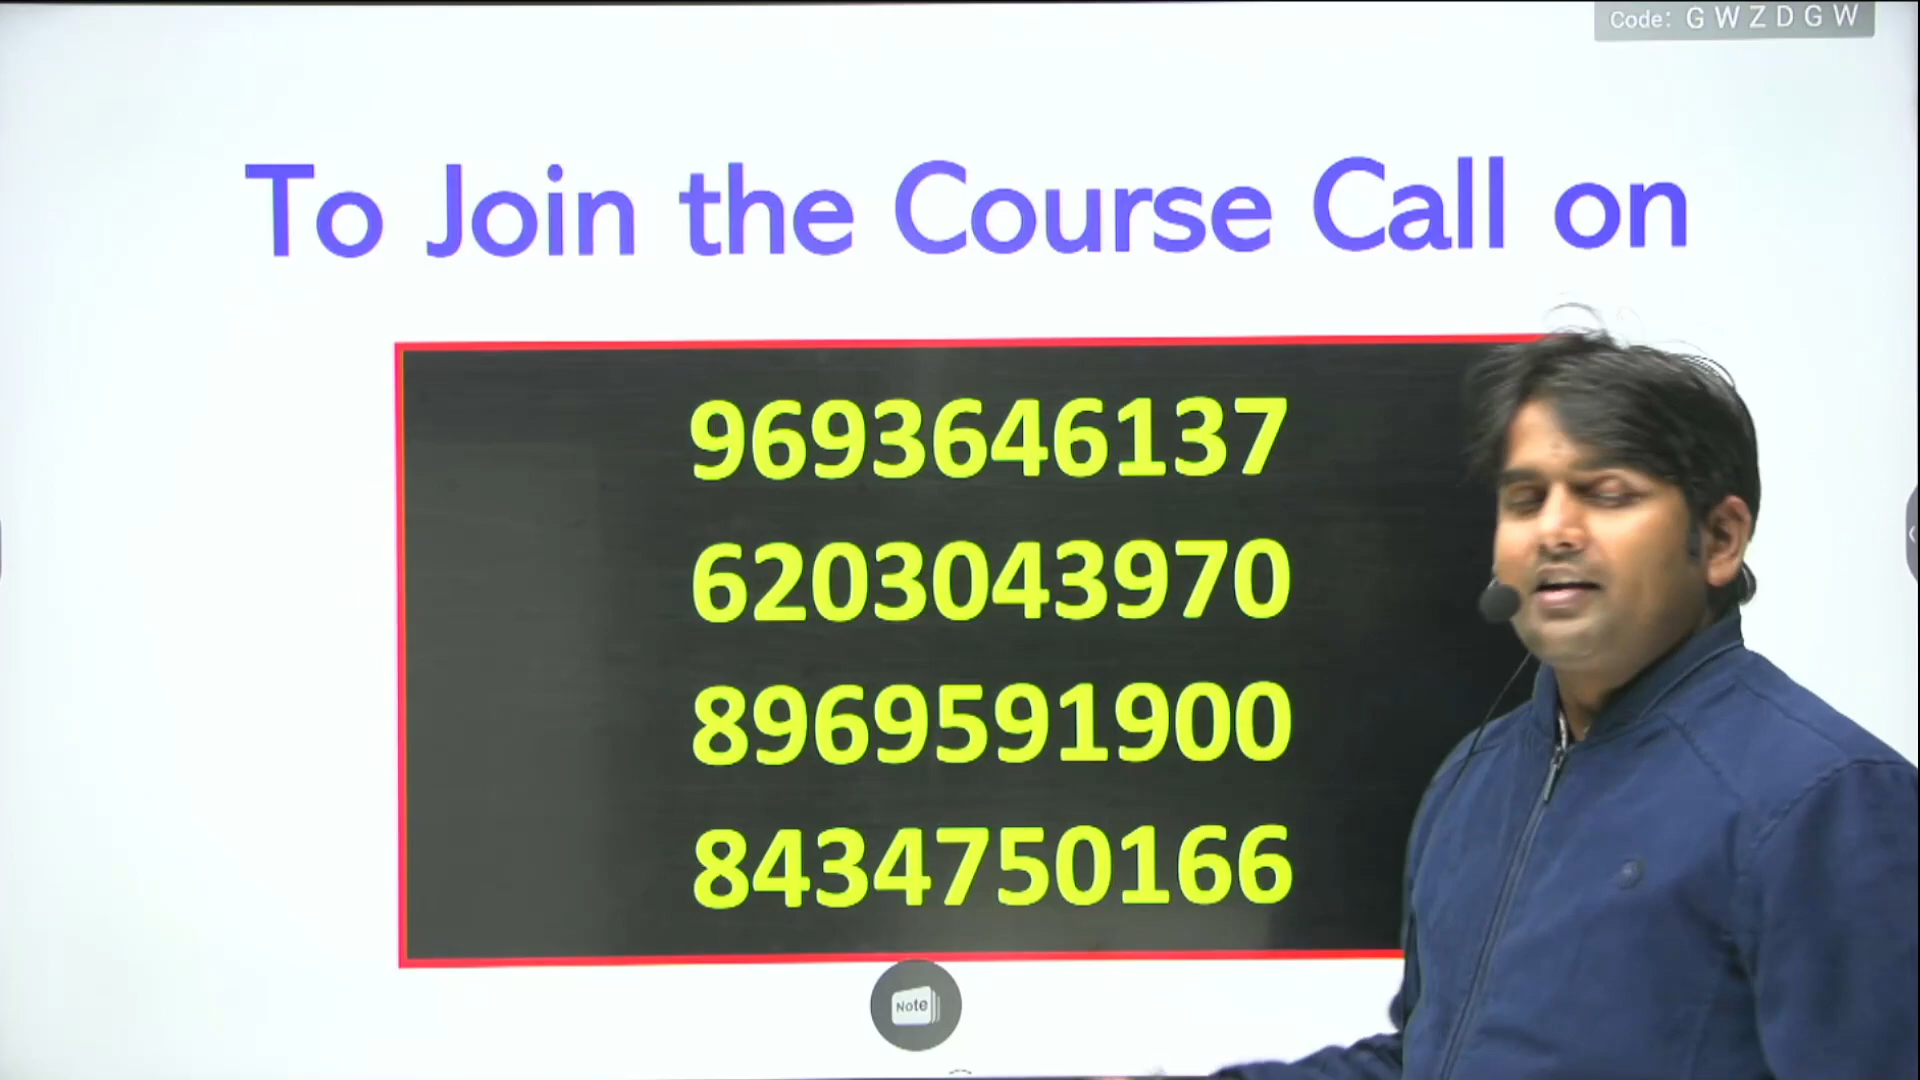 Code: GWZDGW
To Join the Course Call on
9693646137
6203043970
8969591900
8434750166
Note